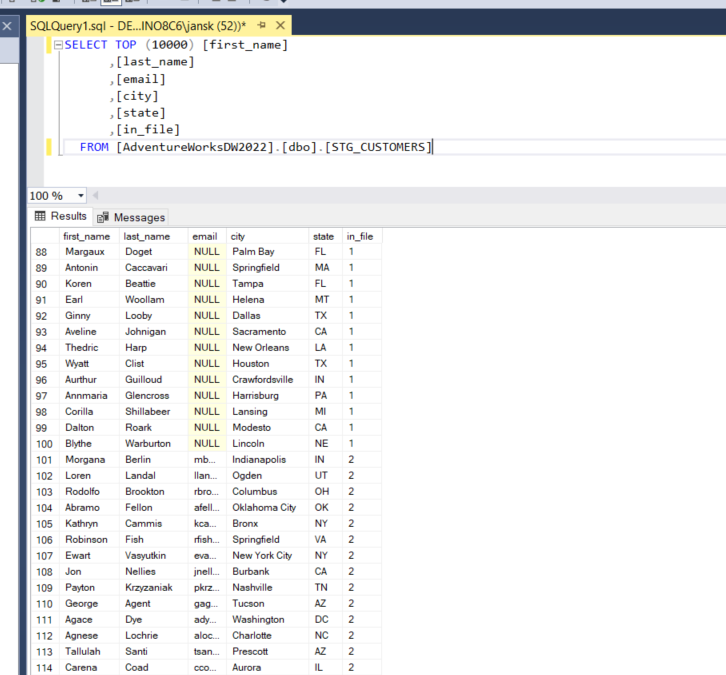 SQLQuery1.sql - DE...INO8C6\jansk (52))*
SELECT TOP (10000) [first_name]
,[last_name]
,[email]
,[city]
,[state]
,[in_file]
FROM [AdventureWorksDW2022].[dbo].[STG_CUSTOMERS]
100 %
Results Messages
first_name last_name email city state in_file
88 Margaux Doget NULL Palm Bay FL 1
89 Antonin Caccavari NULL Springfield MA 1
90 Koren Beattie NULL Tampa FL 1
91 Earl Woollam NULL Helena MT 1
92 Ginny Looby NULL Dallas TX 1
93 Aveline Johnigan NULL Sacramento CA 1
94 Thedric Harp NULL New Orleans LA 1
95 Wyatt Clist NULL Houston TX 1
96 Aurthur Guilloud NULL Crawfordsville IN 1
97 Annmaria Glencross NULL Harrisburg PA 1
98 Corilla Shillabeer NULL Lansing MI 1
99 Dalton Roark NULL Modesto CA 1
100 Blythe Warburton NULL Lincoln NE 1
101 Morgana Berlin mb... Indianapolis IN 2
102 Loren Landal llan... Ogden UT 2
103 Rodolfo Brookton rbro... Columbus OH 2
104 Abramo Fellon afell... Oklahoma City OK 2
105 Kathryn Cammis kca... Bronx NY 2
106 Robinson Fish rfish... Springfield VA 2
107 Ewart Vasyutkin eva... New York City NY 2
108 Jon Nellies jnell... Burbank CA 2
109 Payton Krzyzaniak pkrz... Nashville TN 2
110 George Agent gag... Tucson AZ 2
111 Agace Dye ady... Washington DC 2
112 Agnese Lochrie aloc... Charlotte NC 2
113 Tallulah Santi tsan... Prescott AZ 2
114 Carena Coad cco... Aurora IL 2